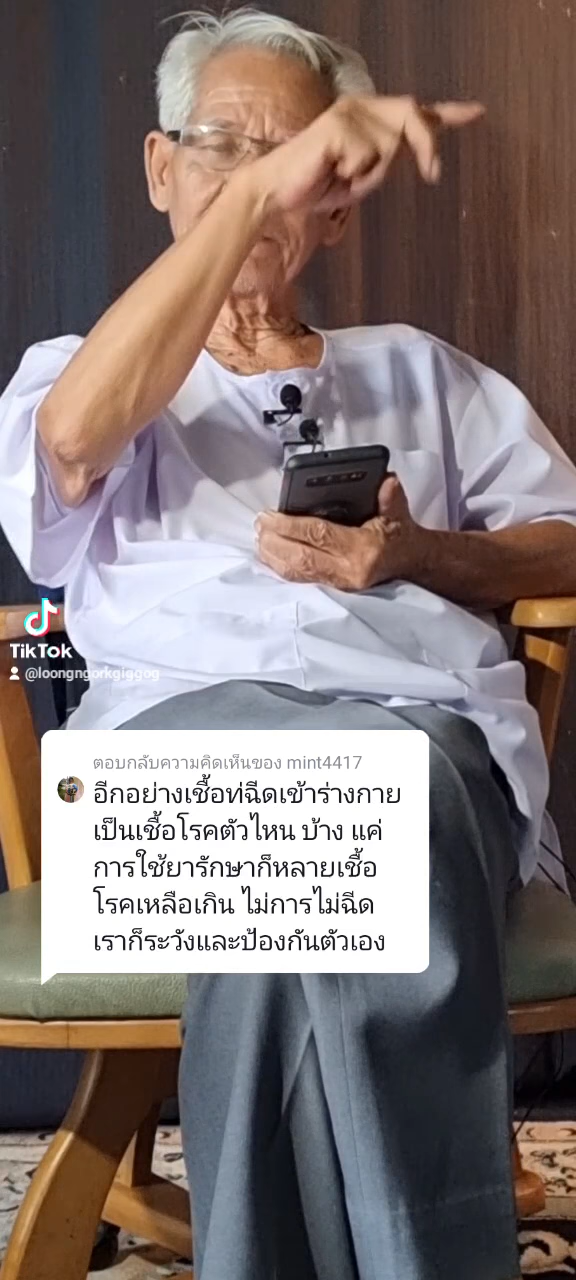 TikTok
@loongngorkgiggog
ตอบกลับความคิดเห็นของ mint4417
อีกอย่างเชื้อท่ฉีดเข้าร่างกาย
เป็นเชื้อโรคตัวไหน บ้าง แค่
การใช้ยารักษาก็หลายเชื้อ
โรคเหลือเกิน ไม่การไม่ฉีด
เราก็ระวังและป้องกันตัวเอง